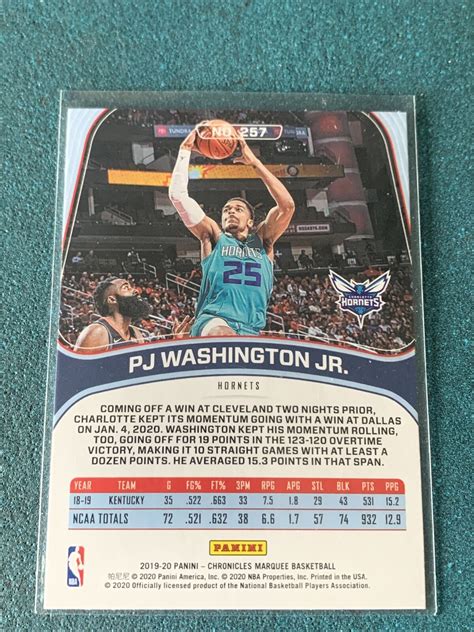 TUNDRA
NO. 257
HORNETS
25
CHARLOTTE
HORNETS
PJ WASHINGTON JR.
HORNETS
COMING OFF A WIN AT CLEVELAND TWO NIGHTS PRIOR,
CHARLOTTE KEPT ITS MOMENTUM GOING WITH A WIN AT DALLAS
ON JAN. 4, 2020. WASHINGTON KEPT HIS MOMENTUM ROLLING,
TOO, GOING OFF FOR 19 POINTS IN THE 123-120 OVERTIME
VICTORY, MAKING IT 10 STRAIGHT GAMES WITH AT LEAST A
DOZEN POINTS. HE AVERAGED 15.3 POINTS IN THAT SPAN.
YEAR TEAM G FG% FT% 3PM RPG APG STL BLK PTS PPG
18-19 KENTUCKY 35 .522 .663 33 7.5 1.8 29 43 531 15.2
NCAA TOTALS 72 .521 .632 38 6.6 1.7 57 74 932 12.9
PANINI
NBA
2019-20 PANINI – CHRONICLES MARQUEE BASKETBALL
帕尼尼 © 2020 Panini America, Inc. © 2020 NBA Properties, Inc. Printed in the USA.
© 2020 Officially licensed product of the National Basketball Players Association.